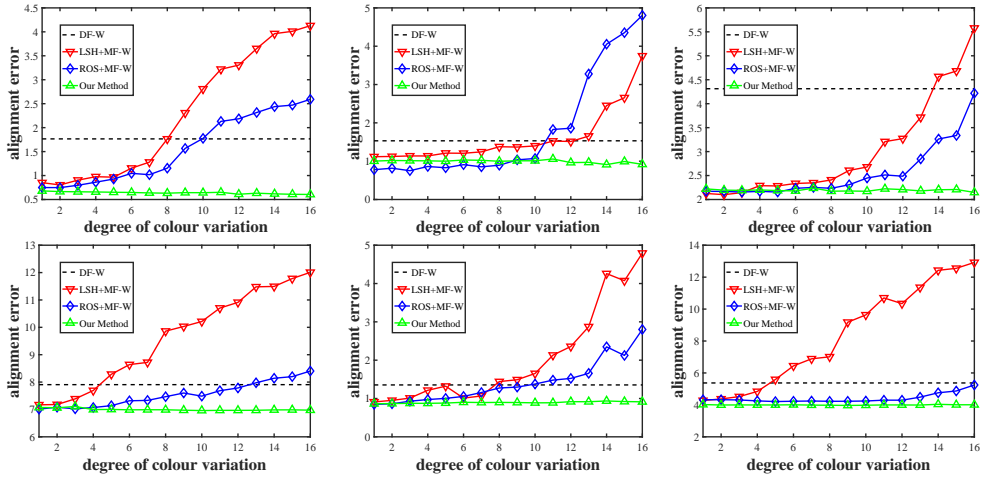 alignment error
4.5
4
3.5
3
2.5
2
1.5
1
0.5
DF-W
LSH+MF-W
ROS+MF-W
Our Method
2 4 6 8 10 12 14 16
degree of colour variation
alignment error
5
4
3
2
1
0
DF-W
LSH+MF-W
ROS+MF-W
Our Method
2 4 6 8 10 12 14 16
degree of colour variation
alignment error
6
5.5
5
4.5
4
3.5
3
2.5
2
DF-W
LSH+MF-W
ROS+MF-W
Our Method
2 4 6 8 10 12 14 16
degree of colour variation
alignment error
13
12
11
10
9
8
7
6
DF-W
LSH+MF-W
ROS+MF-W
Our Method
2 4 6 8 10 12 14 16
degree of colour variation
alignment error
5
4
3
2
1
0
DF-W
LSH+MF-W
ROS+MF-W
Our Method
2 4 6 8 10 12 14 16
degree of colour variation
alignment error
14
12
10
8
6
4
2
DF-W
LSH+MF-W
ROS+MF-W
Our Method
2 4 6 8 10 12 14 16
degree of colour variation